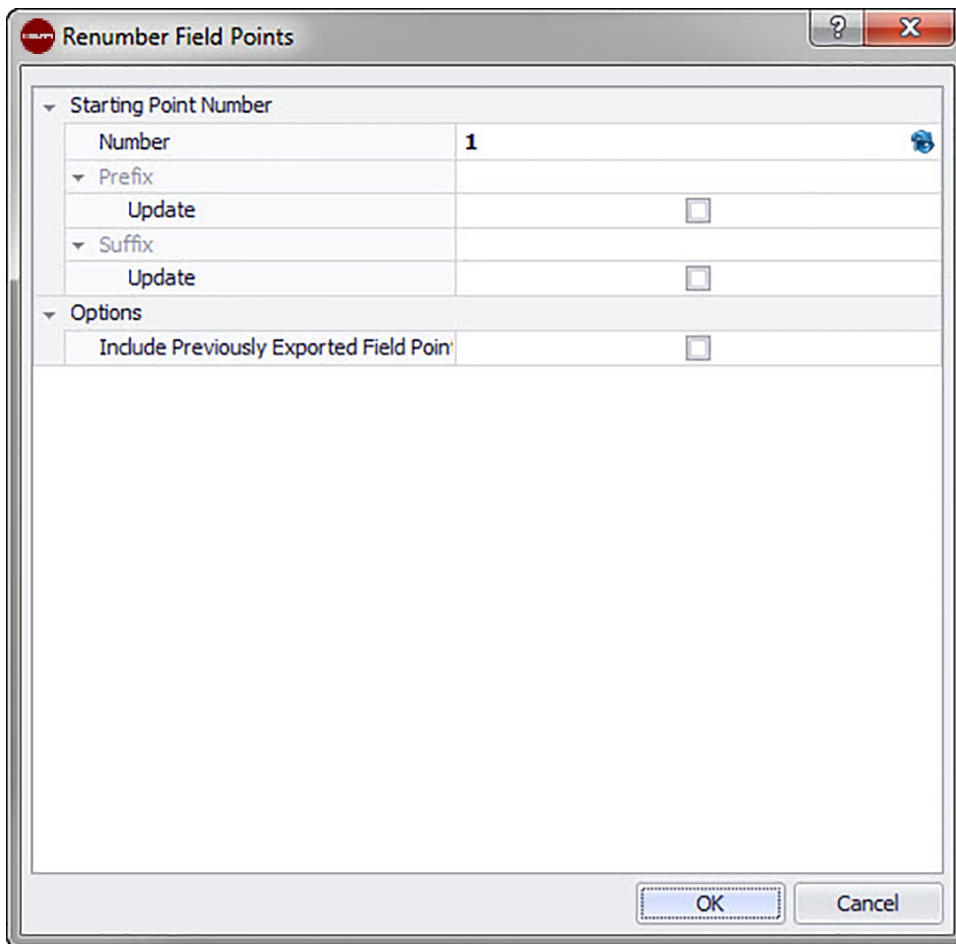 Renumber Field Points
Starting Point Number
Number 1
Prefix
Update
Suffix
Update
Options
Include Previously Exported Field Poin
OK Cancel